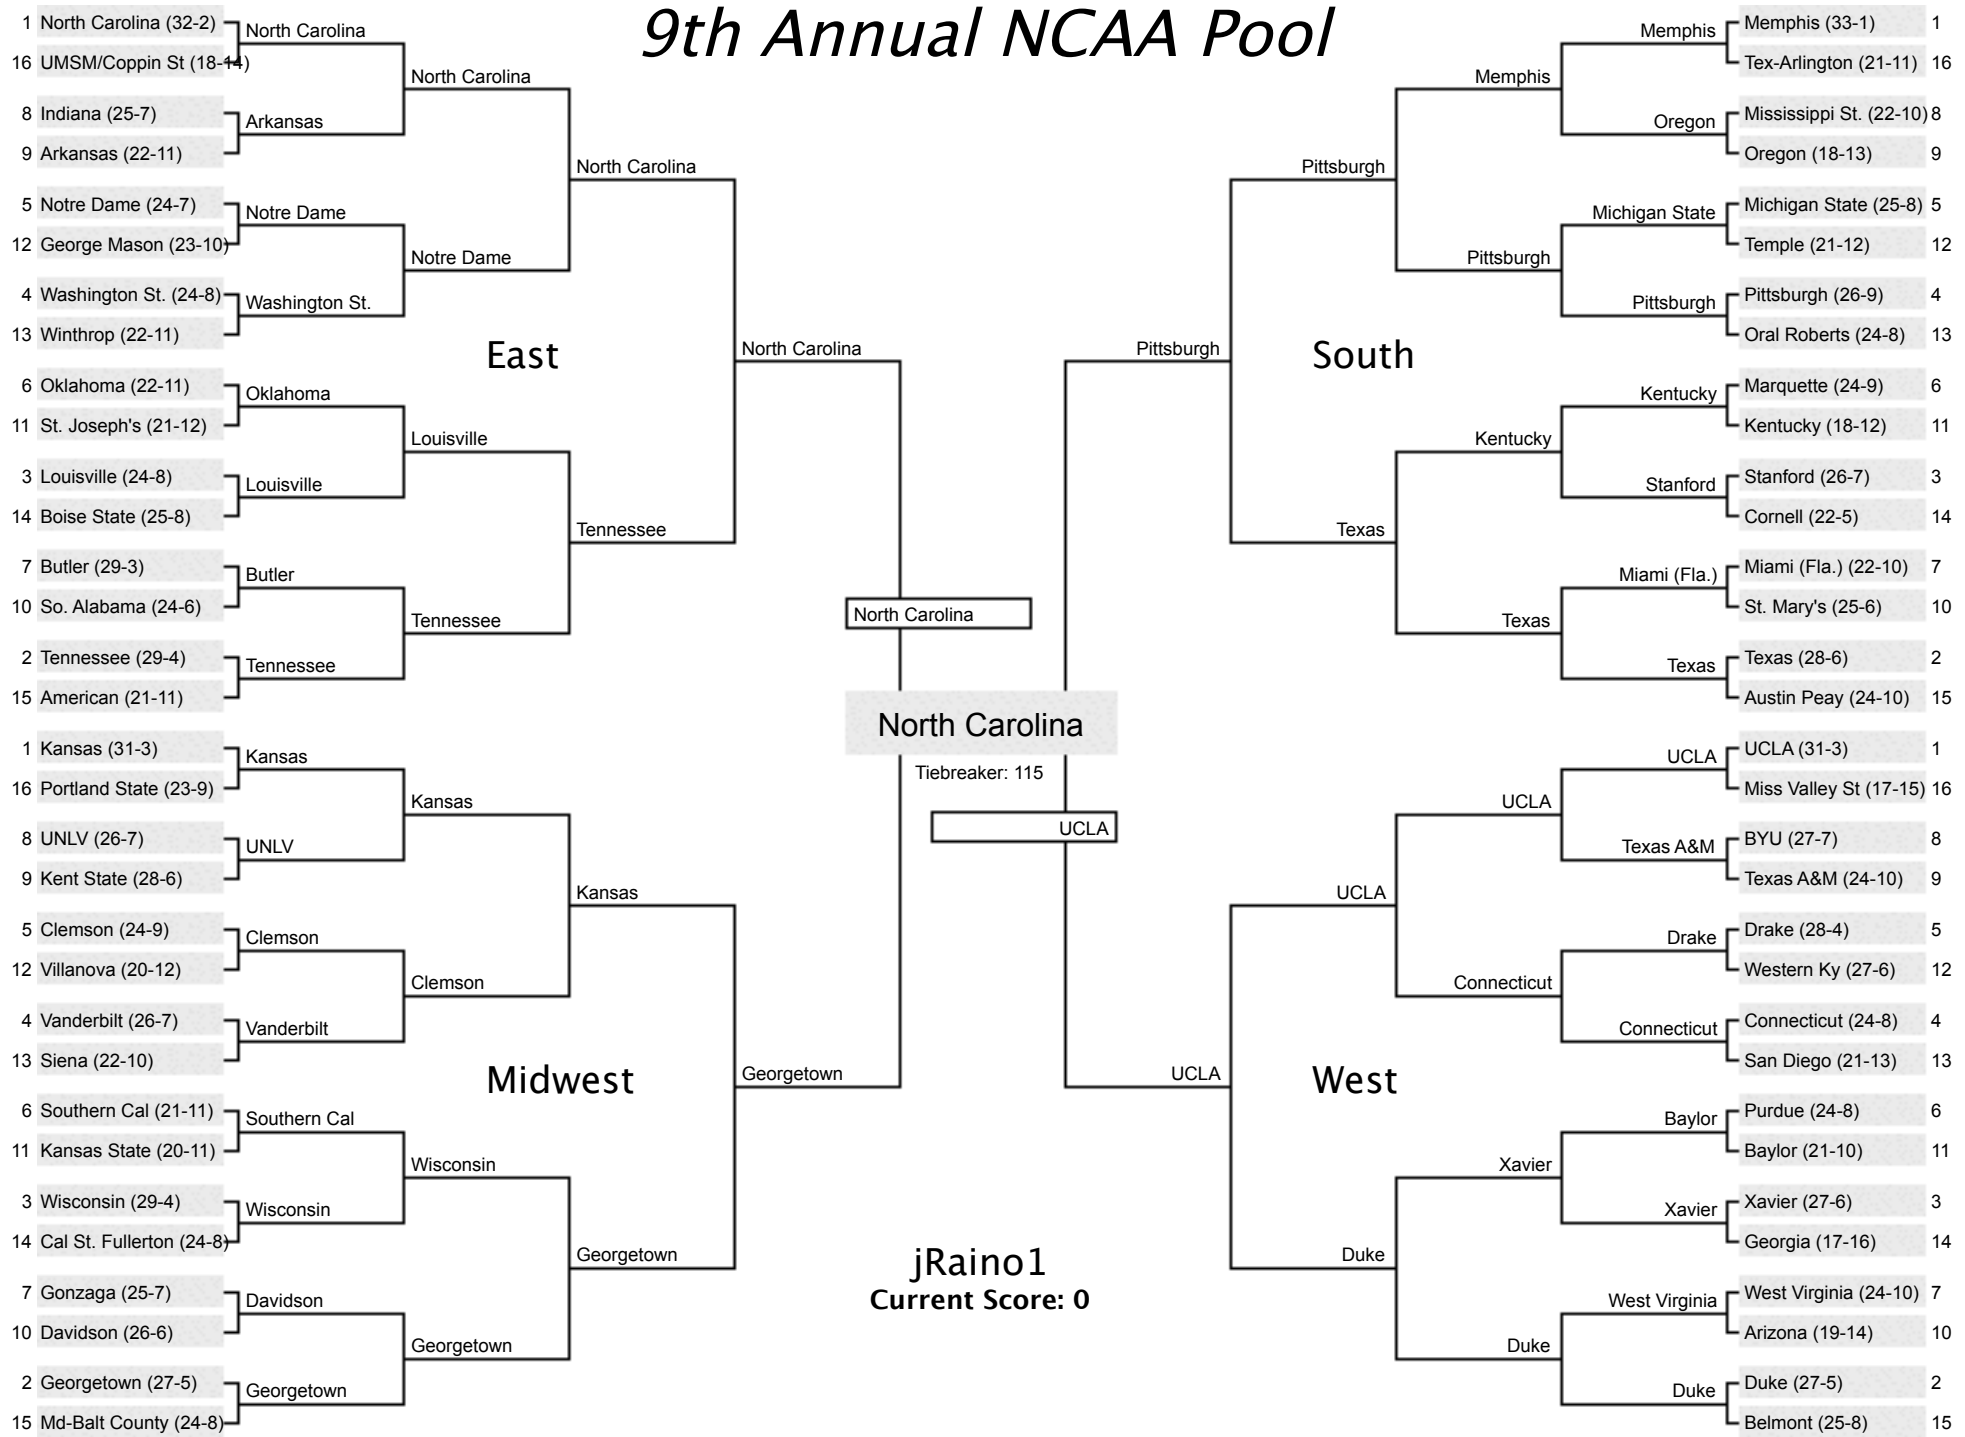 9th Annual NCAA Pool
1 North Carolina (32-2)
16 UMSM/Coppin St (18-14)
8 Indiana (25-7)
9 Arkansas (22-11)
5 Notre Dame (24-7)
12 George Mason (23-10)
4 Washington St. (24-8)
13 Winthrop (22-11)
6 Oklahoma (22-11)
11 St. Joseph's (21-12)
3 Louisville (24-8)
14 Boise State (25-8)
7 Butler (29-3)
10 So. Alabama (24-6)
2 Tennessee (29-4)
15 American (21-11)
North Carolina
Arkansas
Notre Dame
Washington St.
Oklahoma
Louisville
Butler
Tennessee
North Carolina
Notre Dame
Louisville
Tennessee
North Carolina
Tennessee
East
North Carolina
1 Kansas (31-3)
16 Portland State (23-9)
8 UNLV (26-7)
9 Kent State (28-6)
5 Clemson (24-9)
12 Villanova (20-12)
4 Vanderbilt (26-7)
13 Siena (22-10)
6 Southern Cal (21-11)
11 Kansas State (20-11)
3 Wisconsin (29-4)
14 Cal St. Fullerton (24-8)
7 Gonzaga (25-7)
10 Davidson (26-6)
2 Georgetown (27-5)
15 Md-Balt County (24-8)
Kansas
UNLV
Clemson
Vanderbilt
Southern Cal
Wisconsin
Davidson
Georgetown
Kansas
Clemson
Wisconsin
Georgetown
Kansas
Georgetown
Midwest
Georgetown
North Carolina
North Carolina
Tiebreaker: 115
UCLA
jRaino1
Current Score: 0
Pittsburgh
South
Pittsburgh
Texas
Memphis
Pittsburgh
Kentucky
Texas
Memphis
Oregon
Michigan State
Pittsburgh
Kentucky
Stanford
Miami (Fla.)
Texas
Memphis (33-1) 1
Tex-Arlington (21-11) 16
Mississippi St. (22-10) 8
Oregon (18-13) 9
Michigan State (25-8) 5
Temple (21-12) 12
Pittsburgh (26-9) 4
Oral Roberts (24-8) 13
Marquette (24-9) 6
Kentucky (18-12) 11
Stanford (26-7) 3
Cornell (22-5) 14
Miami (Fla.) (22-10) 7
St. Mary's (25-6) 10
Texas (28-6) 2
Austin Peay (24-10) 15
UCLA
West
UCLA
Duke
UCLA
Connecticut
Xavier
Duke
UCLA
Texas A&M
Drake
Connecticut
Baylor
Xavier
West Virginia
Duke
UCLA (31-3) 1
Miss Valley St (17-15) 16
BYU (27-7) 8
Texas A&M (24-10) 9
Drake (28-4) 5
Western Ky (27-6) 12
Connecticut (24-8) 4
San Diego (21-13) 13
Purdue (24-8) 6
Baylor (21-10) 11
Xavier (27-6) 3
Georgia (17-16) 14
West Virginia (24-10) 7
Arizona (19-14) 10
Duke (27-5) 2
Belmont (25-8) 15